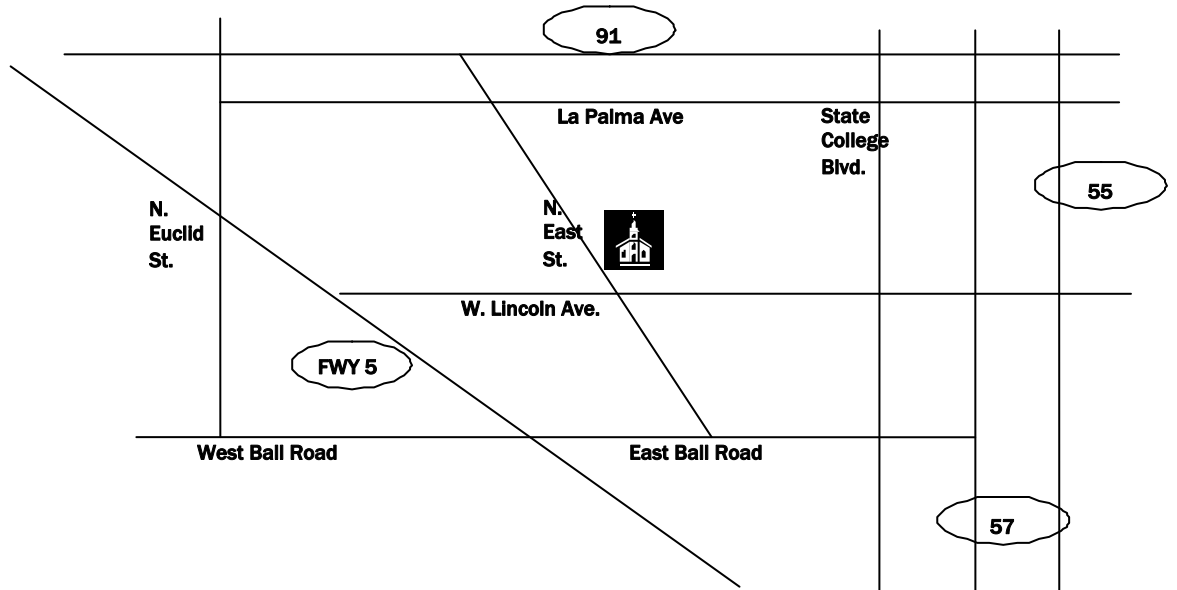 91
La Palma Ave
State
College
Blvd.
55
N.
Euclid
St.
N.
East
St.
W. Lincoln Ave.
FWY 5
West Ball Road
East Ball Road
57